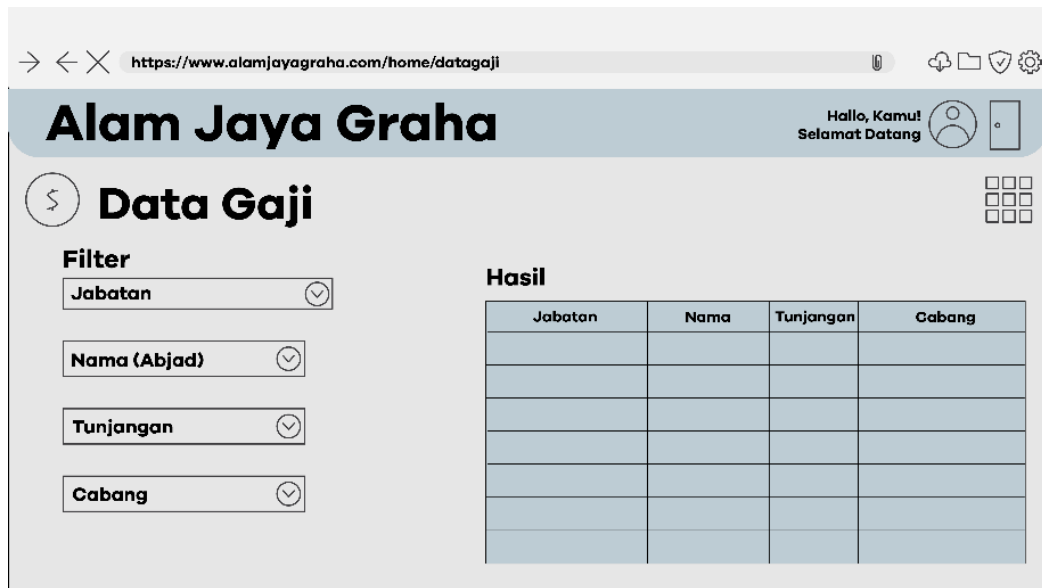 https://www.alamjayagraha.com/home/datagaji
Alam Jaya Graha
Hallo, Kamu!
Selamat Datang
$ Data Gaji
Filter
Jabatan
Nama (Abjad)
Tunjangan
Cabang
Hasil
Jabatan Nama Tunjangan Cabang